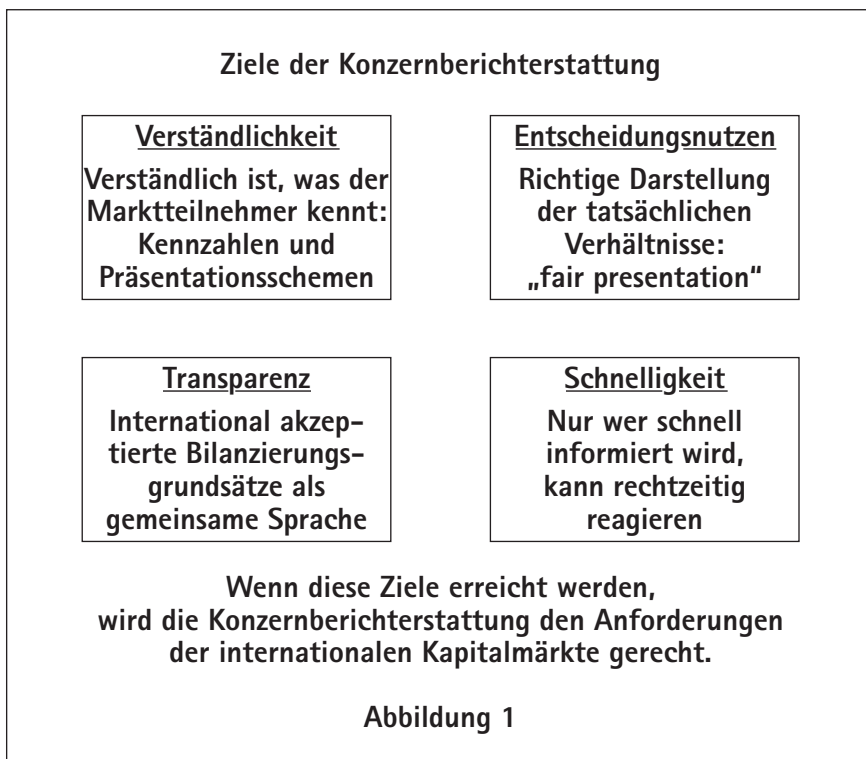 Ziele der Konzernberichterstattung
Verständlichkeit
Verständlich ist, was der
Marktteilnehmer kennt:
Kennzahlen und
Präsentationsschemen
Entscheidungsnutzen
Richtige Darstellung
der tatsächlichen
Verhältnisse:
„fair presentation“
Transparenz
International akzep-
tierte Bilanzierungs-
grundsätze als
gemeinsame Sprache
Schnelligkeit
Nur wer schnell
informiert wird,
kann rechtzeitig
reagieren
Wenn diese Ziele erreicht werden,
wird die Konzernberichterstattung den Anforderungen
der internationalen Kapitalmärkte gerecht.
Abbildung 1